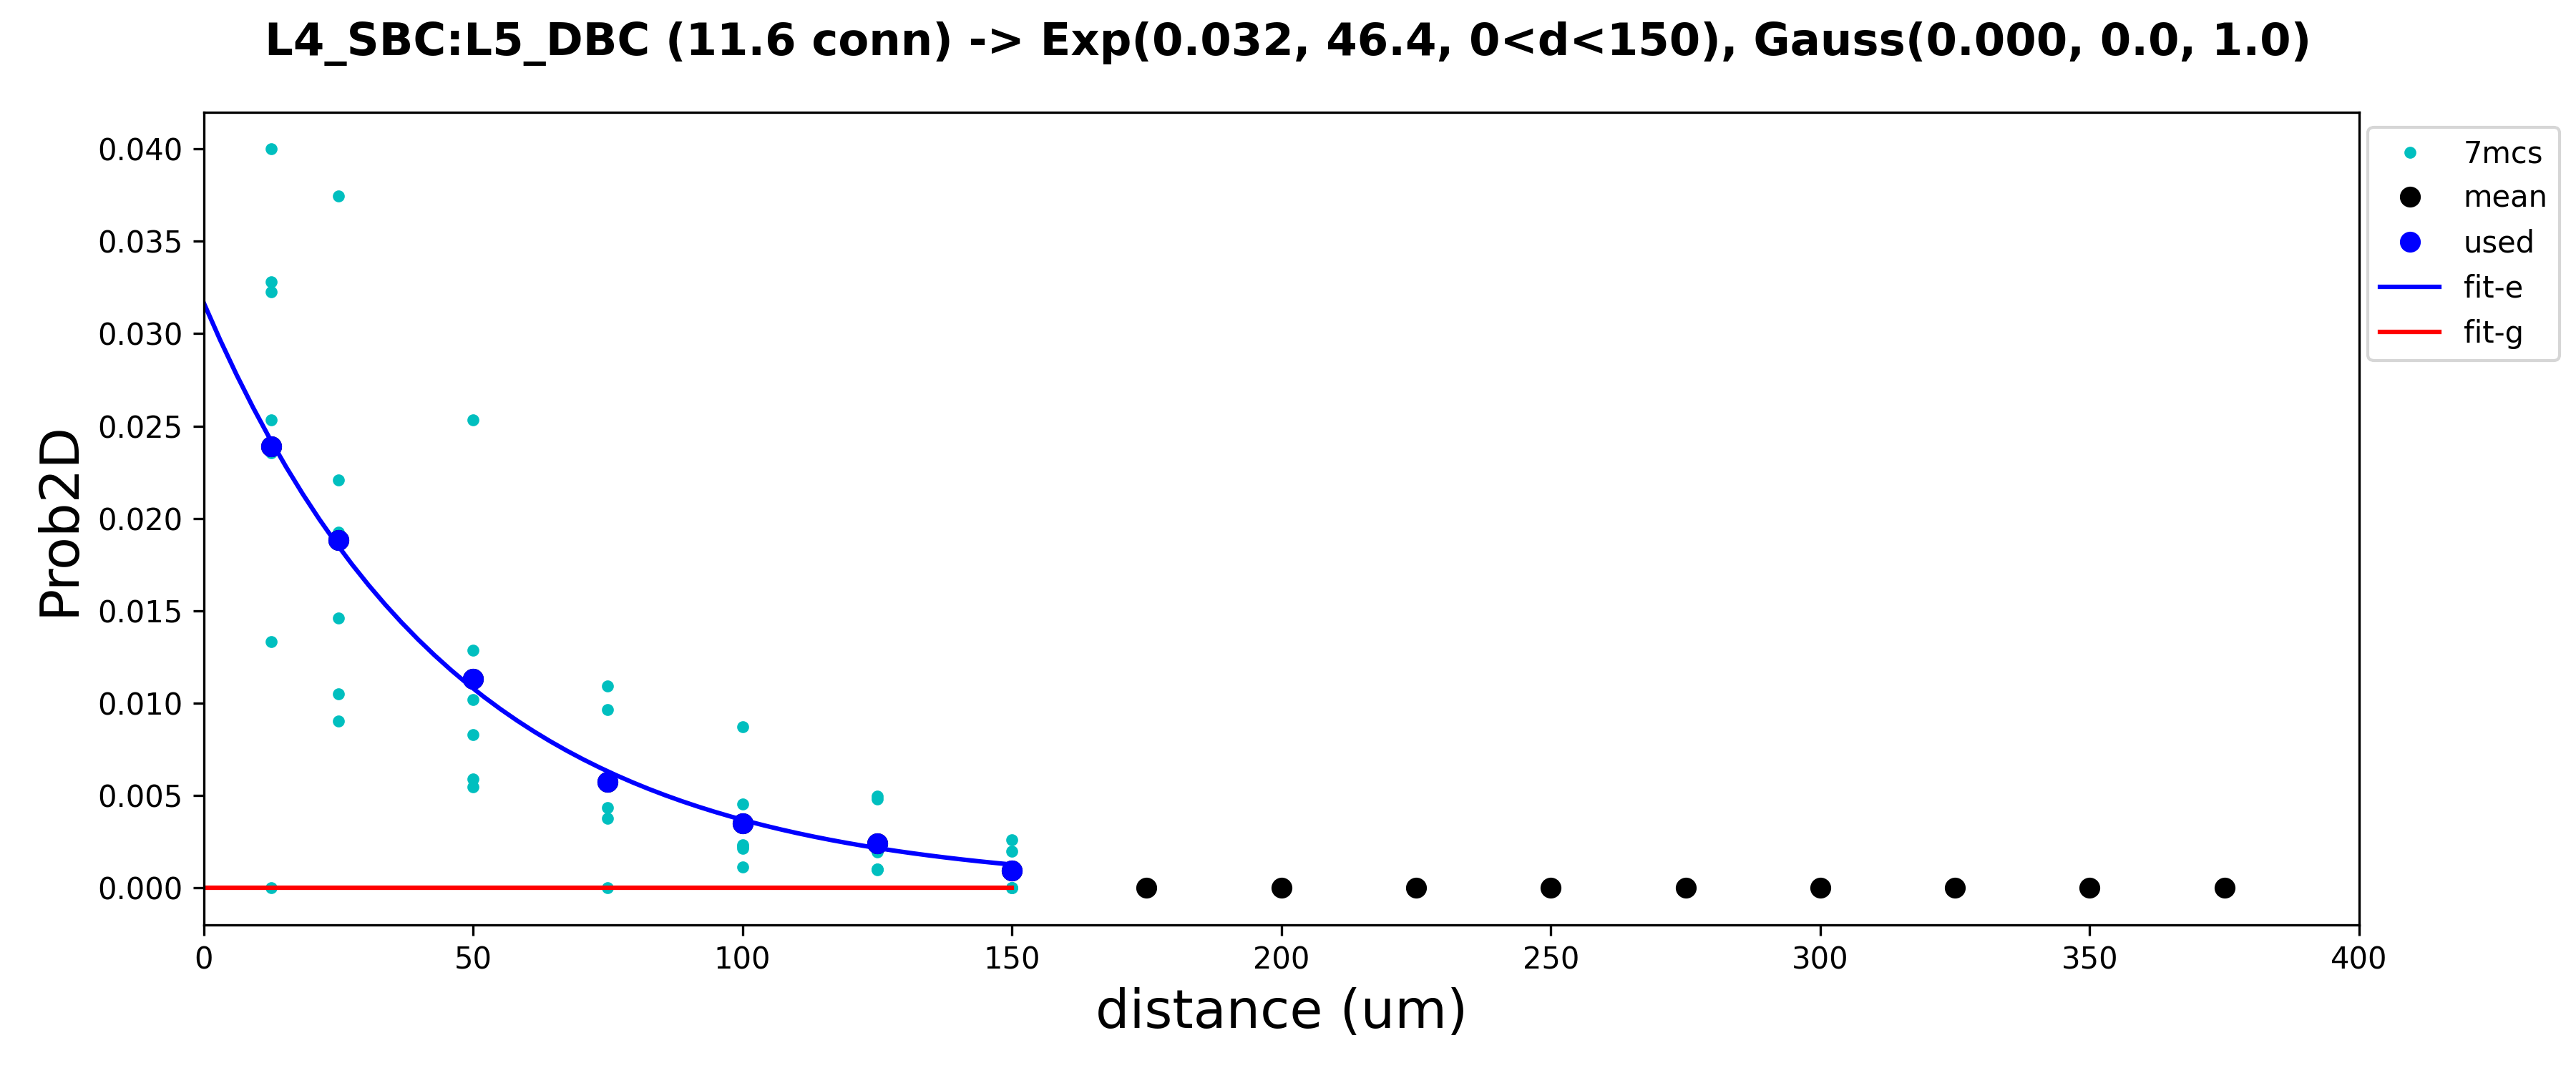 L4_SBC:L5_DBC (11.6 conn) -> Exp(0.032, 46.4, 0<d<150), Gauss(0.000, 0.0, 1.0)
Prob2D
0.040
0.035
0.030
0.025
0.020
0.015
0.010
0.005
0.000
0 50 100 150 200 250 300 350 400
distance (um)
7mcs
mean
used
fit-e
fit-g